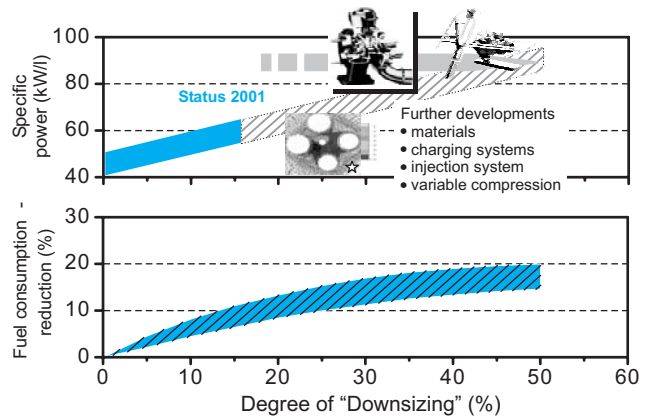 100
80
60
40
Specific
power (kW/l)
Status 2001
Further developments
• materials
• charging systems
• injection system
• variable compression
30
20
10
0
Fuel consumption -
reduction (%)
0 10 20 30 40 50 60
Degree of "Downsizing" (%)